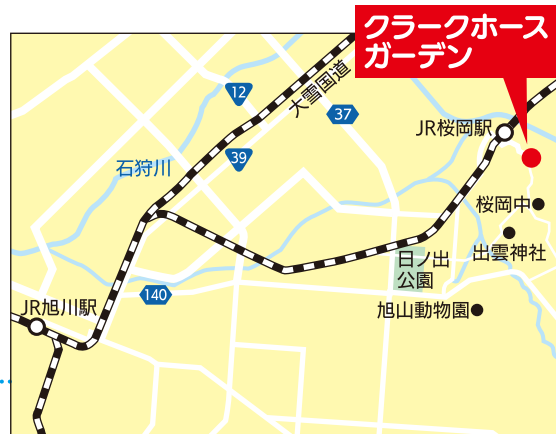 クラークホース
ガーデン
12
大雪国道
37
JR桜岡駅
39
石狩川
桜岡中
出雲神社
日ノ出
公園
140
JR旭川駅
旭山動物園